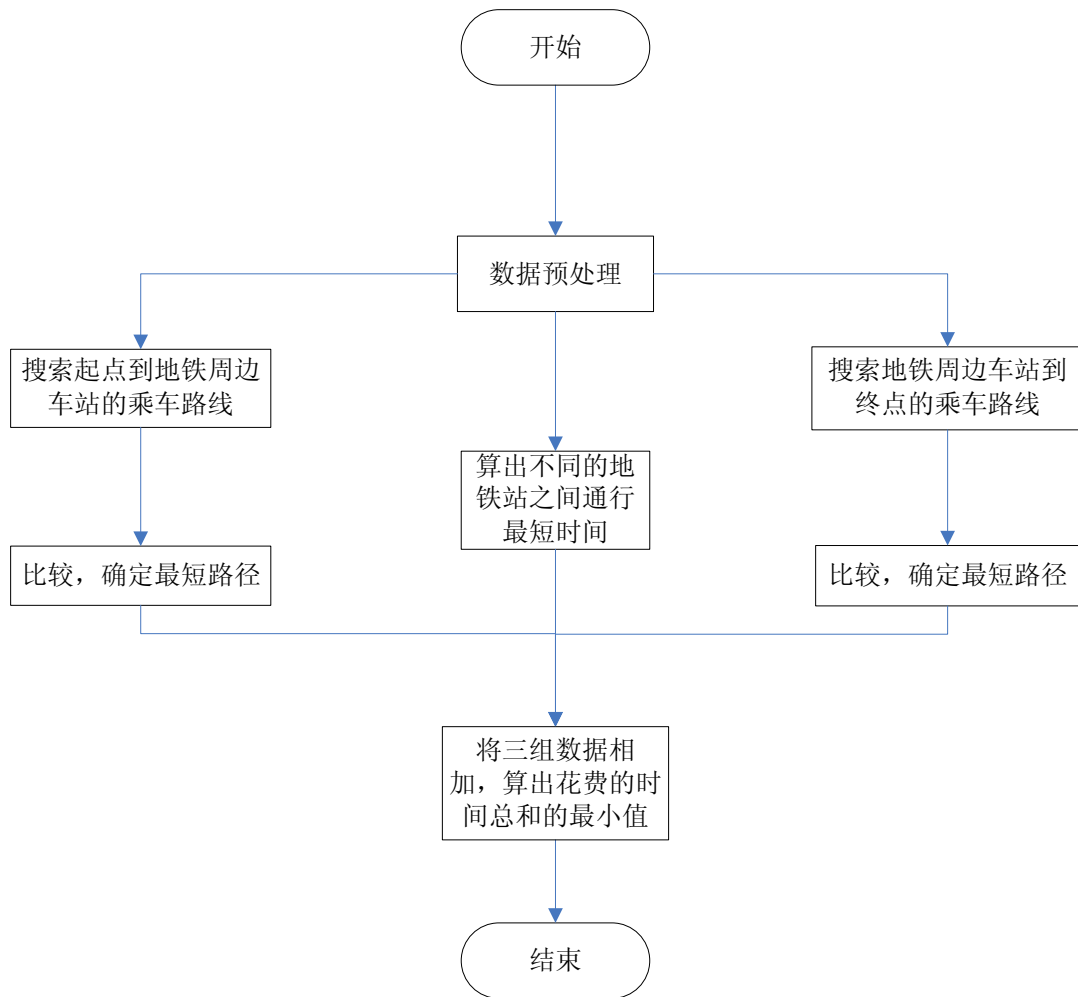 开始
数据预处理
搜索起点到地铁周边
车站的乘车路线
搜索地铁周边车站到
终点的乘车路线
算出不同的地
铁站之间通行
最短时间
比较，确定最短路径
比较，确定最短路径
将三组数据相
加，算出花费的时
间总和的最小值
结束